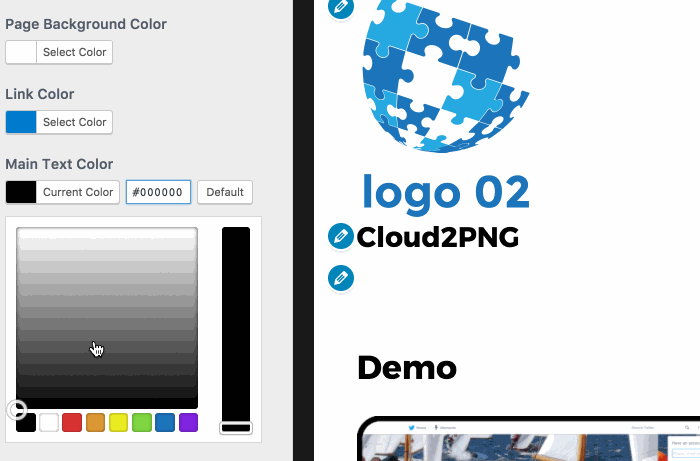 Page Background Color
Select Color
Link Color
Select Color
Main Text Color
Current Color
#000000
Default
logo 02
Cloud2PNG
Demo